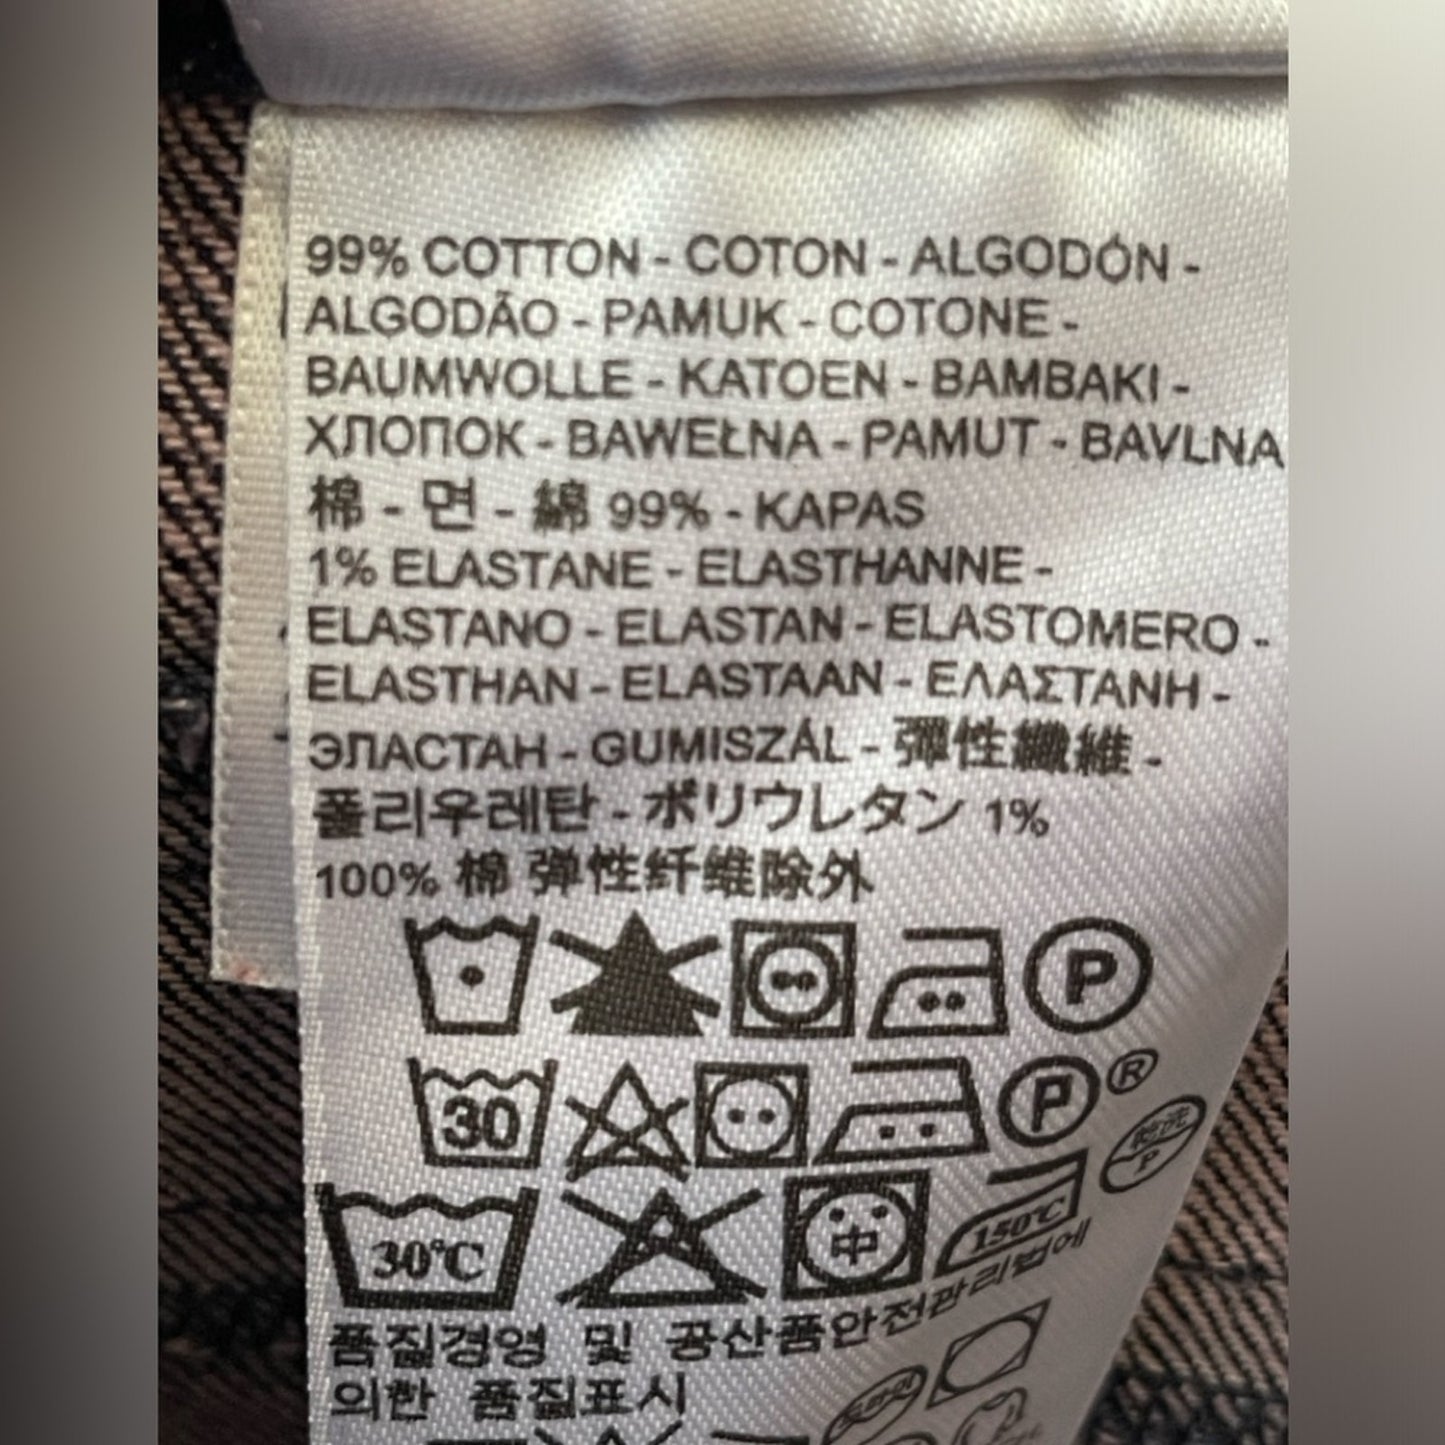 99% COTTON - COTON - ALGODÓN -
ALGODÃO - PAMUK - COTONE -
BAUMWOLLE - KATOEN - BAMBAKI -
ХЛОПОК - BAWEŁNA - PAMUT - BAVLNA
棉 - 면 - 綿 99% - KAPAS
1% ELASTANE - ELASTHANNE -
ELASTANO - ELASTAN - ELASTOMERO -
ELASTHAN - ELASTAAN - ΕΛΑΣΤΑΝΗ -
ЭЛАСТАН - GUMISZÁL - 彈性纖維 -
폴리우레탄 - ポリウレタン 1%
100% 棉 弹性纤维除外
P
30 P ®
30℃ 中 150℃ P
품질경영 및 공산품안전관리법에
의한 품질표시